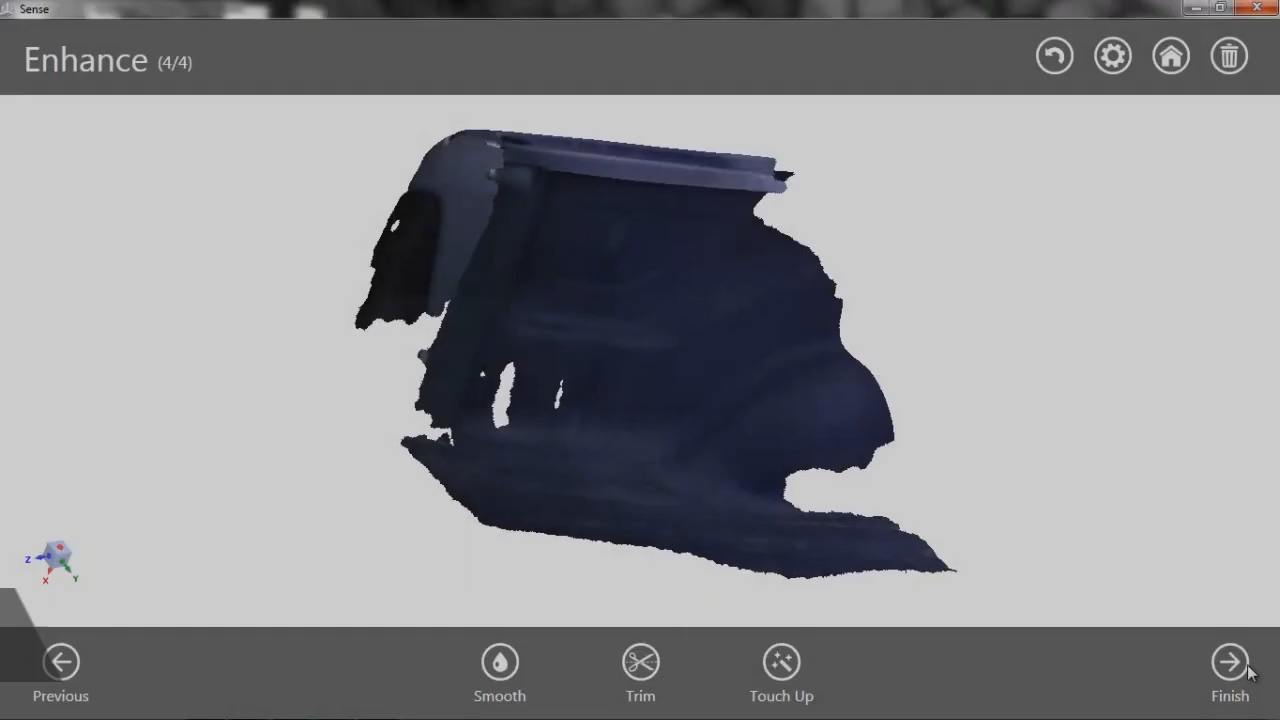 Sense
Enhance (4/4)
Z
X
Y
Previous
Smooth
Trim
Touch Up
Finish